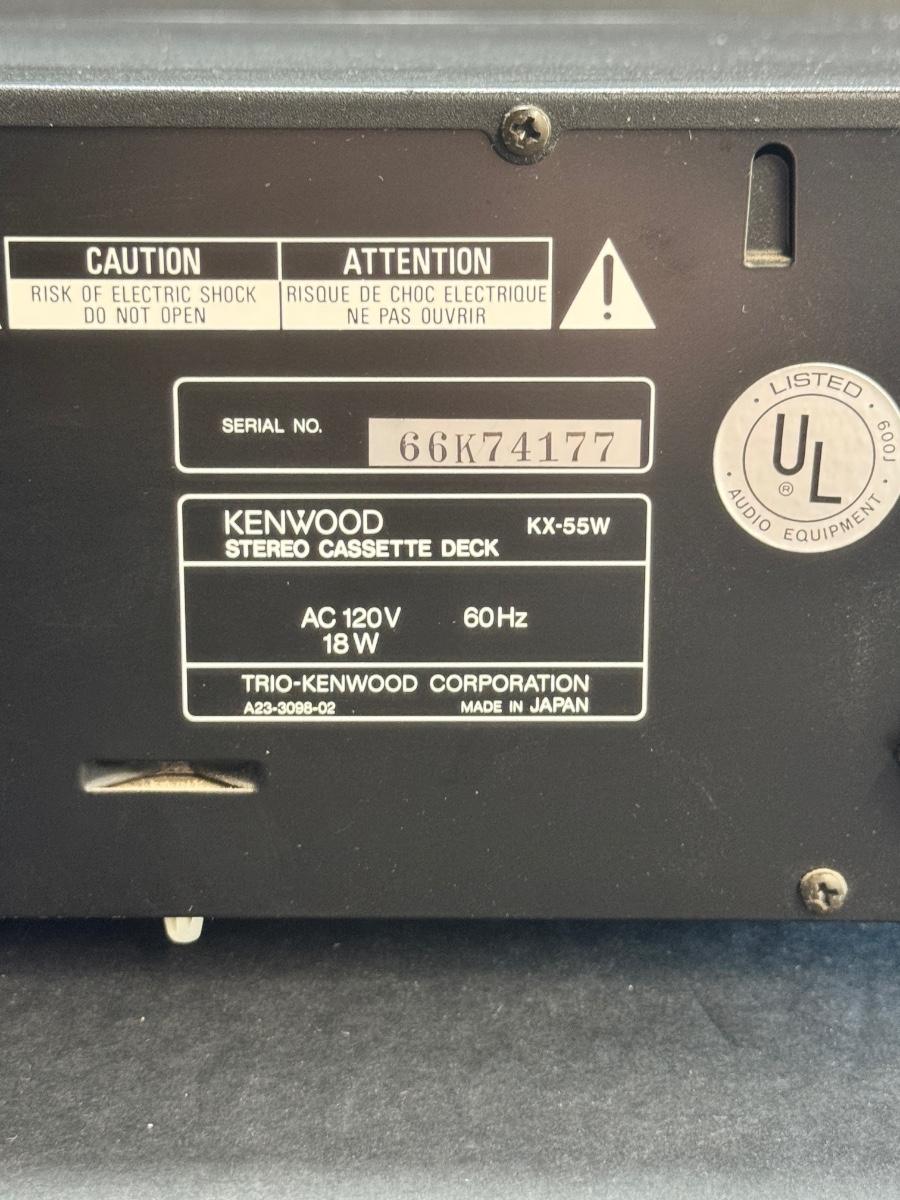 CAUTION
RISK OF ELECTRIC SHOCK
DO NOT OPEN
ATTENTION
RISQUE DE CHOC ELECTRIQUE
NE PAS OUVRIR
!
SERIAL NO. 66K74177
LISTED
609J
UL
®
AUDIO EQUIPMENT
KENWOOD KX-55W
STEREO CASSETTE DECK
AC 120V 60Hz
18W
TRIO-KENWOOD CORPORATION
A23-3098-02 MADE IN JAPAN